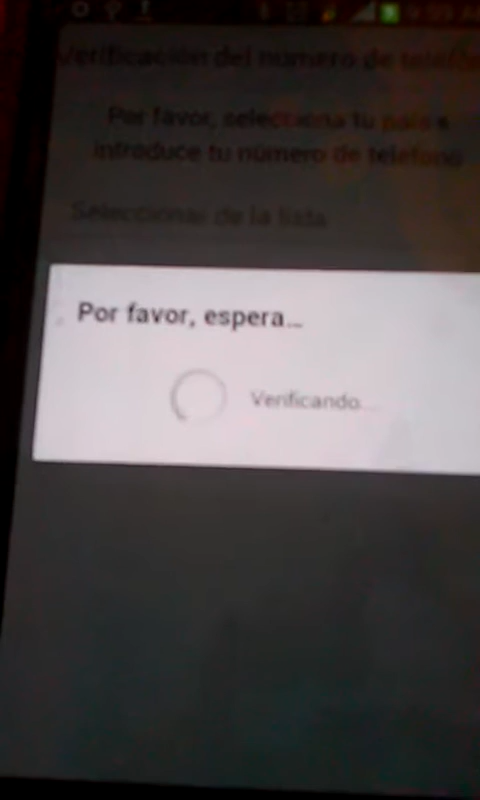 Verificación del número de teléfo
Por favor, selecciona tu país e
introduce tu número de teléfono
Seleccionar de la lista
Por favor, espera...
Verificando...